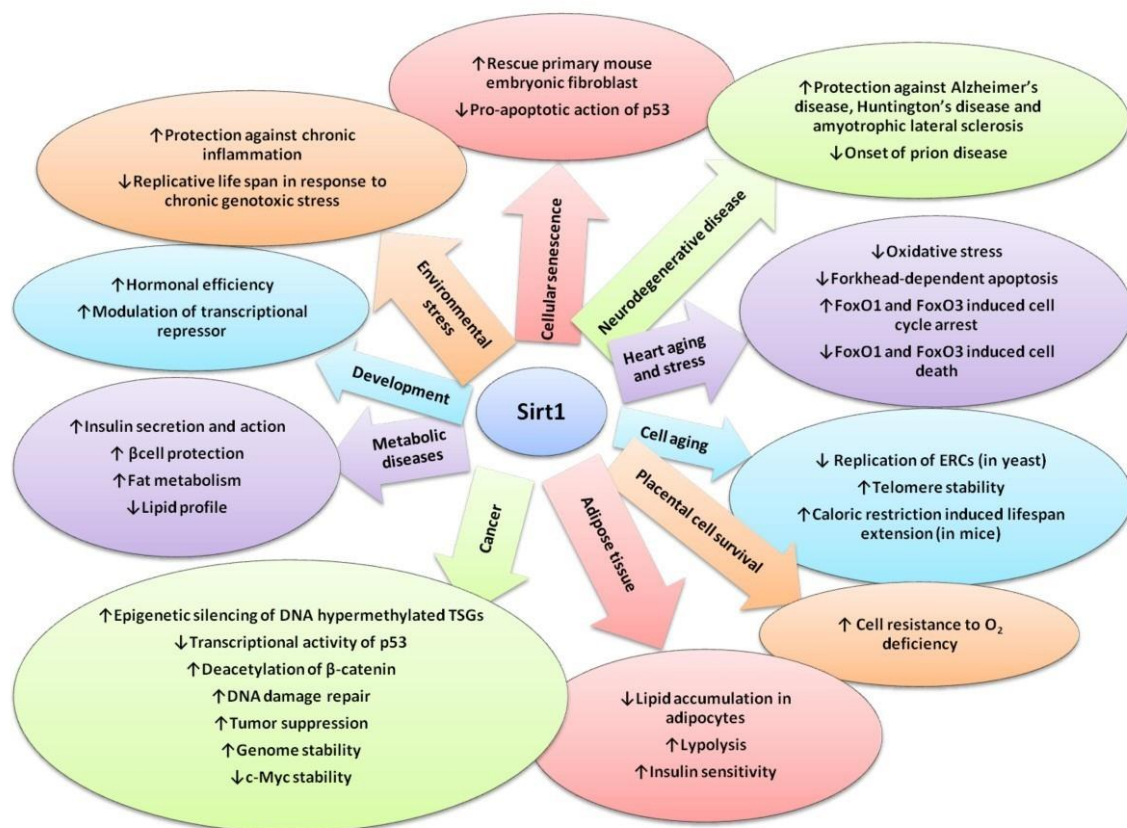 ↑Rescue primary mouse
embryonic fibroblast
↓Pro-apoptotic action of p53
↑Protection against Alzheimer's
disease, Huntington's disease and
amyotrophic lateral sclerosis
↓Onset of prion disease
↑Protection against chronic
inflammation
↓Replicative life span in response to
chronic genotoxic stress
↓Oxidative stress
↓Forkhead-dependent apoptosis
↑FoxO1 and FoxO3 induced cell
cycle arrest
↓FoxO1 and FoxO3 induced cell
death
↑Hormonal efficiency
↑Modulation of transcriptional
repressor
Environmental
stress
Cellular senescence
Neurodegenerative disease
Heart aging
and stress
Development
Sirt1
Metabolic
diseases
Cell aging
↑Insulin secretion and action
↑ βcell protection
↑Fat metabolism
↓Lipid profile
↓ Replication of ERCs (in yeast)
↑Telomere stability
↑Caloric restriction induced lifespan
extension (in mice)
Cancer
Adipose tissue
Placental cell survival
↑Epigenetic silencing of DNA hypermethylated TSGs
↓Transcriptional activity of p53
↑Deacetylation of β-catenin
↑DNA damage repair
↑Tumor suppression
↑Genome stability
↓c-Myc stability
↑ Cell resistance to O₂
deficiency
↓Lipid accumulation in
adipocytes
↑Lypolysis
↑Insulin sensitivity